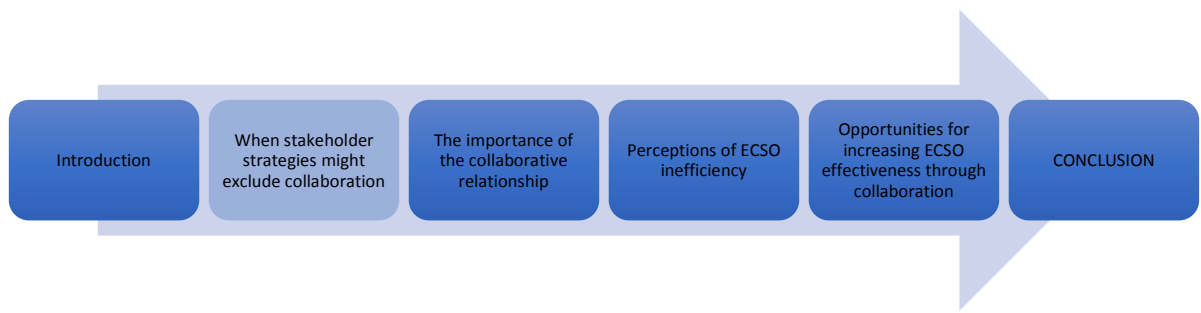 Introduction
When stakeholder
strategies might
exclude collaboration
The importance of
the collaborative
relationship
Perceptions of ECSO
inefficiency
Opportunities for
increasing ECSO
effectiveness through
collaboration
CONCLUSION